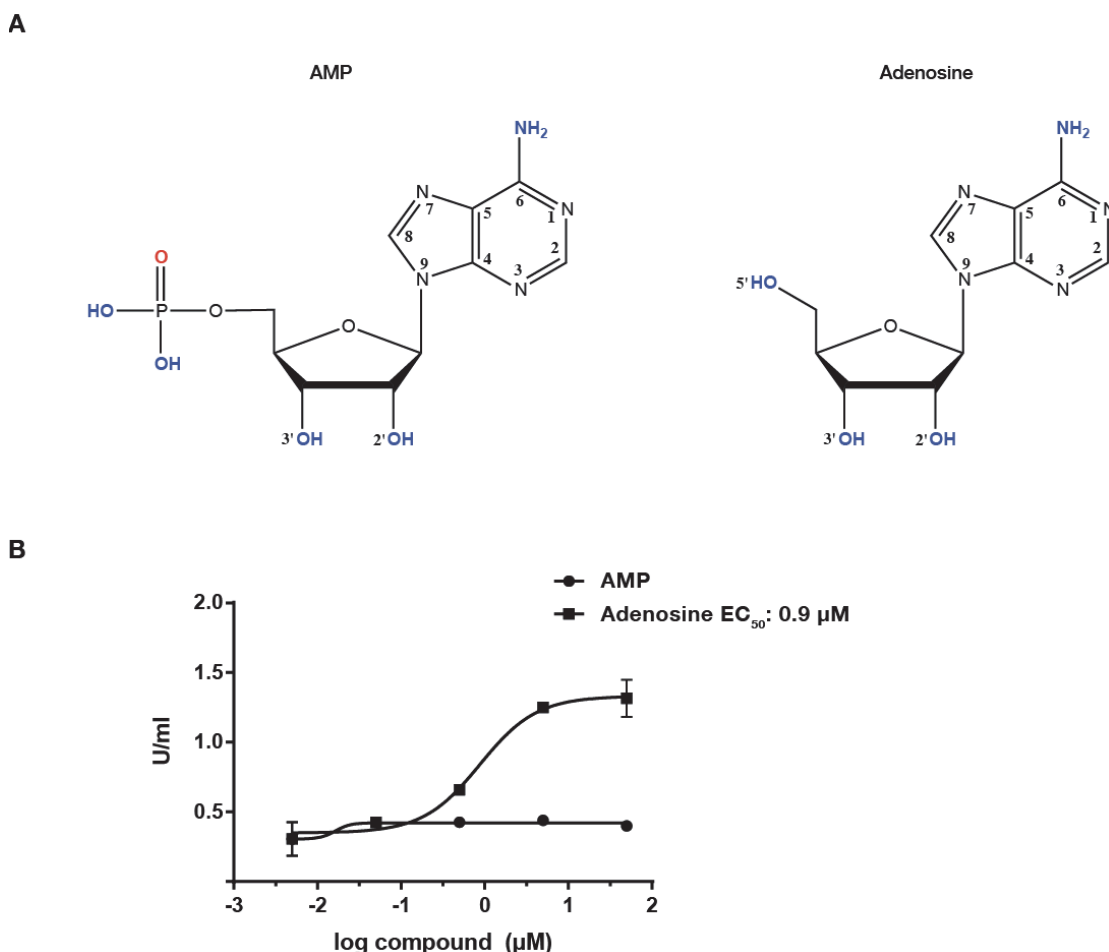 A
AMP Adenosine
NH₂ NH₂
N 7 6 N 1
5
8 2
9 4 3
N N
O
HO P O O
OH
3' OH 2' OH
N 7 6 N 1
5
8 2
9 4 3
N N
5' HO O
3' OH 2' OH
B
AMP
Adenosine EC₅₀: 0.9 µM
2.0
1.5
1.0
0.5
U/ml
-3 -2 -1 0 1 2
log compound (µM)